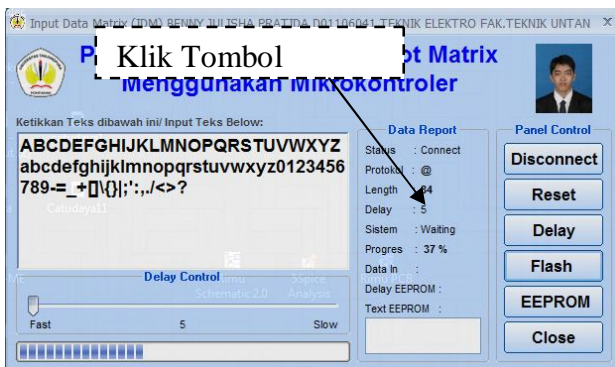 Input Data Matrix (IDM) BENNY JULISHA PRATIDA D01106041 TEKNIK ELEKTRO FAK.TEKNIK UNTAN X
Klik Tombol
P ot Matrix
Menggunakan Mikrokontroler
Ketikkan Teks dibawah ini/ Input Teks Below:
ABCDEFGHIJKLMNOPQRSTUVWXYZ
abcdefghijklmnopqrstuvwxyz0123456
789-=_+[]\{}|;':,./<>?
Delay Control
Fast 5 Slow
Data Report
Status : Connect
Protokol : @
Length : 84
Delay : 5
Sistem : Waiting
Progres : 37 %
Data In :
Delay EEPROM :
Text EEPROM :
Panel Control
Disconnect
Reset
Delay
Flash
EEPROM
Close